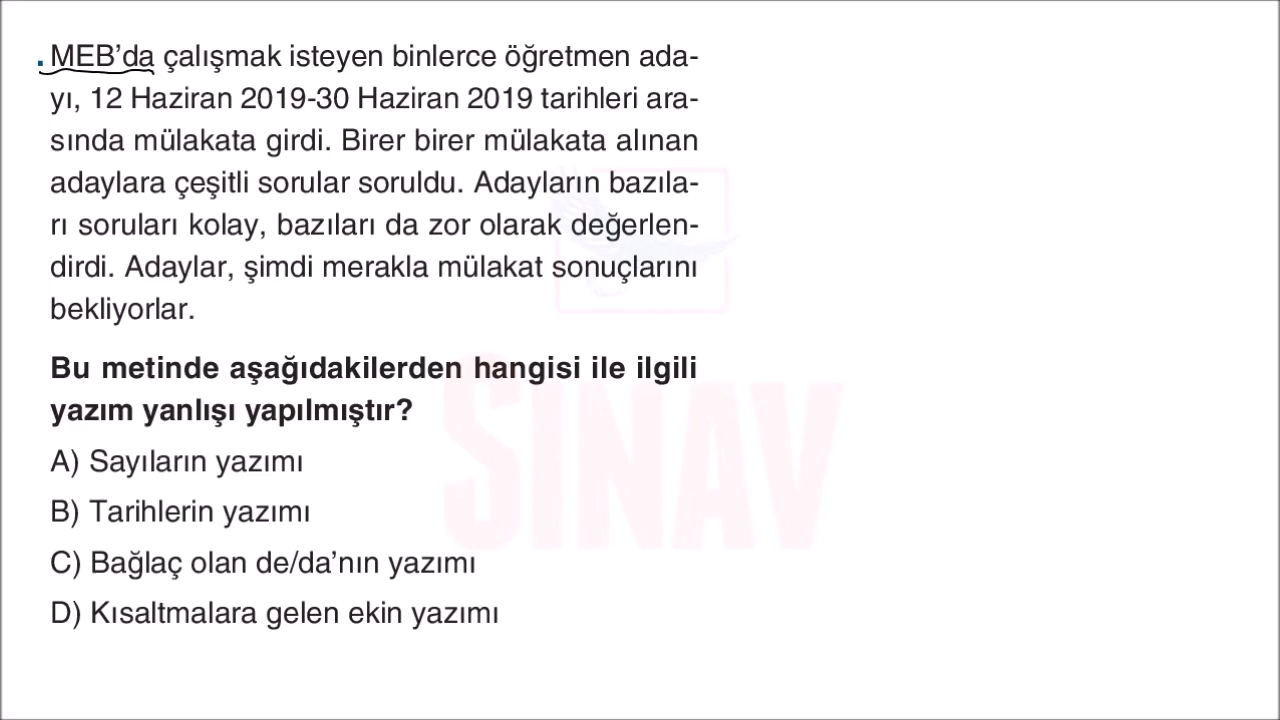 . MEB’da çalışmak isteyen binlerce öğretmen ada-
yı, 12 Haziran 2019-30 Haziran 2019 tarihleri ara-
sında mülakata girdi. Birer birer mülakata alınan
adaylara çeşitli sorular soruldu. Adayların bazıla-
rı soruları kolay, bazıları da zor olarak değerlen-
dirdi. Adaylar, şimdi merakla mülakat sonuçlarını
bekliyorlar.
Bu metinde aşağıdakilerden hangisi ile ilgili
yazım yanlışı yapılmıştır?
A) Sayıların yazımı
B) Tarihlerin yazımı
C) Bağlaç olan de/da’nın yazımı
D) Kısaltmalara gelen ekin yazımı
SINAV